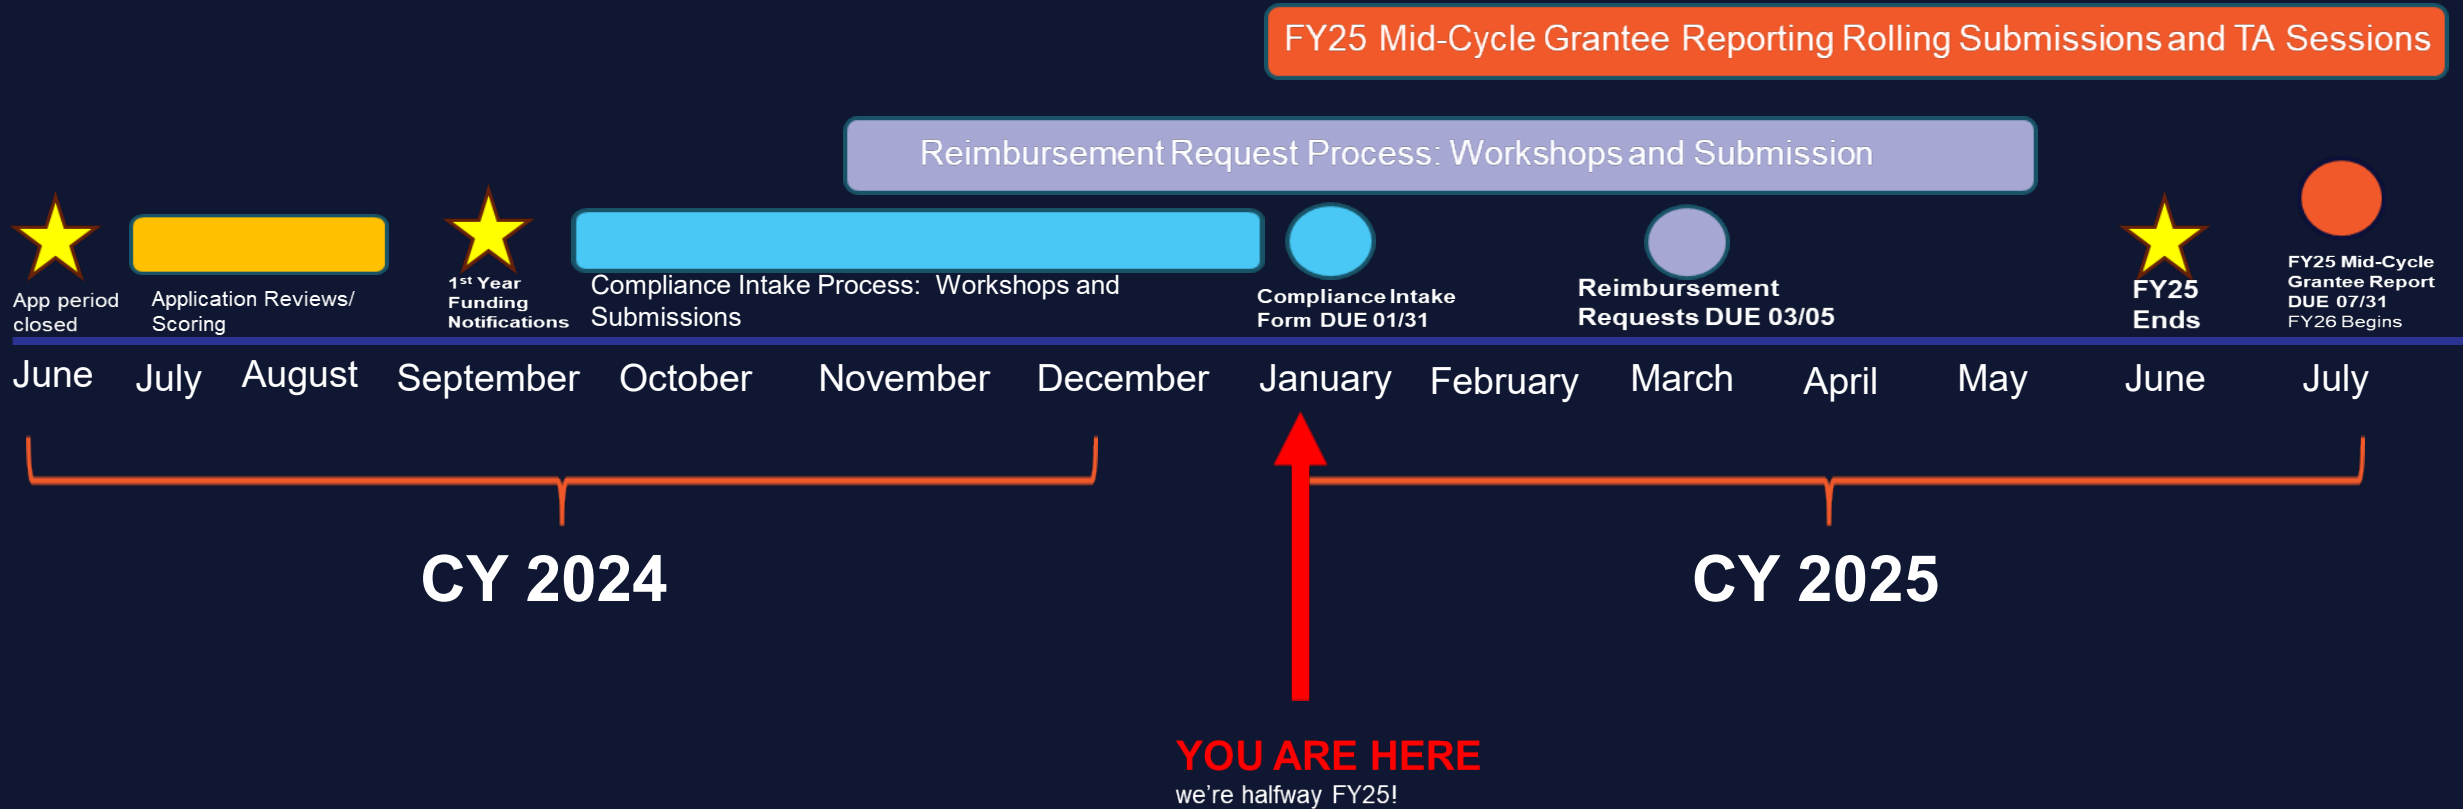 FY25 Mid-Cycle Grantee Reporting Rolling Submissions and TA Sessions
Reimbursement Request Process: Workshops and Submission
App period
closed
Application Reviews/
Scoring
1st Year
Funding
Notifications
Compliance Intake Process: Workshops and
Submissions
Compliance Intake
Form DUE 01/31
Reimbursement
Requests DUE 03/05
FY25
Ends
FY25 Mid-Cycle
Grantee Report
DUE 07/31
FY26 Begins
June July August September October November December January February March April May June July
CY 2024
CY 2025
YOU ARE HERE
we're halfway FY25!